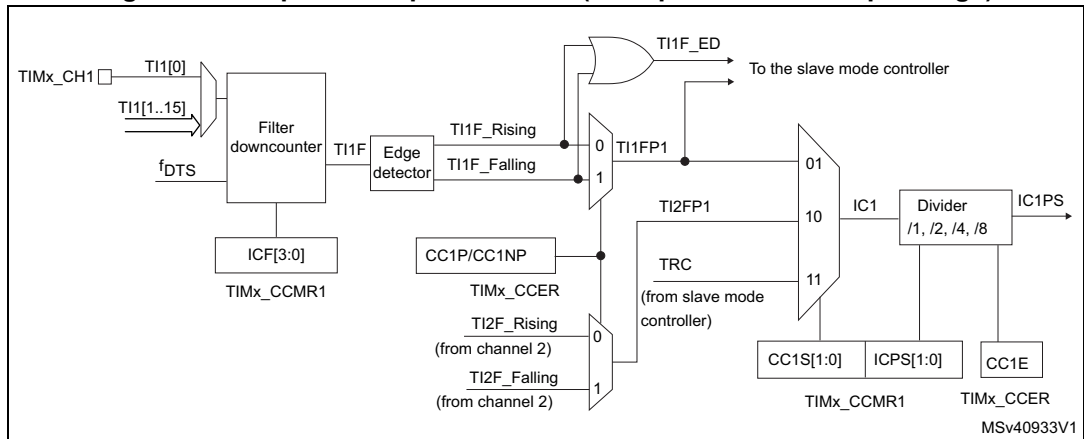 TI1F_ED
TIMx_CH1
TI1[0]
To the slave mode controller
TI1[1..15]
Filter
downcounter
TI1F
Edge
detector
TI1F_Rising
TI1F_Falling
0
1
TI1FP1
01
fDTS
TI2FP1
10
IC1
Divider
/1, /2, /4, /8
IC1PS
ICF[3:0]
TIMx_CCMR1
CC1P/CC1NP
TIMx_CCER
TRC
11
(from slave mode
controller)
TI2F_Rising
(from channel 2)
0
TI2F_Falling
(from channel 2)
1
CC1S[1:0]
ICPS[1:0]
CC1E
TIMx_CCMR1
TIMx_CCER
MSv40933V1